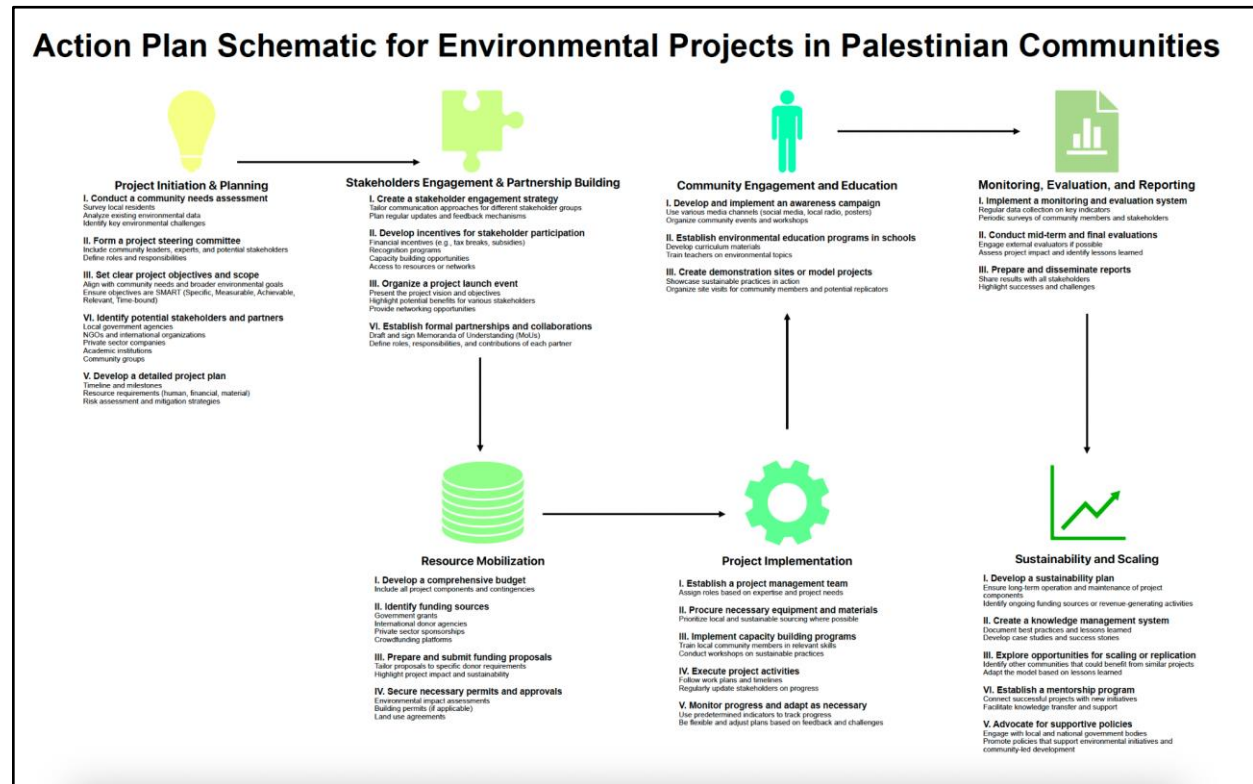 Action Plan Schematic for Environmental Projects in Palestinian Communities
Project Initiation & Planning
I. Conduct a community needs assessment
Survey local residents
Analyze existing environmental data
Identify key environmental challenges
II. Form a project steering committee
Include community leaders, experts, and potential stakeholders
Define roles and responsibilities
III. Set clear project objectives and scope
Align with community needs and broader environmental goals
Ensure objectives are SMART (Specific, Measurable, Achievable,
Relevant, Time-bound)
VI. Identify potential stakeholders and partners
Local government agencies
NGOs and international organizations
Private sector companies
Academic institutions
Community groups
V. Develop a detailed project plan
Timeline and milestones
Resource requirements (human, financial, material)
Risk assessment and mitigation strategies
Stakeholders Engagement & Partnership Building
I. Create a stakeholder engagement strategy
Tailor communication approaches for different stakeholder groups
Plan regular updates and feedback mechanisms
II. Develop incentives for stakeholder participation
Financial incentives (e.g., tax breaks, subsidies)
Recognition programs
Capacity building opportunities
Access to resources or networks
III. Organize a project launch event
Present the project vision and objectives
Highlight potential benefits for various stakeholders
Provide networking opportunities
VI. Establish formal partnerships and collaborations
Draft and sign Memoranda of Understanding (MoUs)
Define roles, responsibilities, and contributions of each partner
Resource Mobilization
I. Develop a comprehensive budget
Include all project components and contingencies
II. Identify funding sources
Government grants
International donor agencies
Private sector sponsorships
Crowdfunding platforms
III. Prepare and submit funding proposals
Tailor proposals to specific donor requirements
Highlight project impact and sustainability
IV. Secure necessary permits and approvals
Environmental impact assessments
Building permits (if applicable)
Land use agreements
Project Implementation
I. Establish a project management team
Assign roles based on expertise and project needs
II. Procure necessary equipment and materials
Prioritize local and sustainable sourcing where possible
III. Implement capacity building programs
Train local community members in relevant skills
Conduct workshops on sustainable practices
IV. Execute project activities
Follow work plans and timelines
Regularly update stakeholders on progress
V. Monitor progress and adapt as necessary
Use predetermined indicators to track progress
Be flexible and adjust plans based on feedback and challenges
Community Engagement and Education
I. Develop and implement an awareness campaign
Use various media channels (social media, local radio, posters)
Organize community events and workshops
II. Establish environmental education programs in schools
Develop curriculum materials
Train teachers on environmental topics
III. Create demonstration sites or model projects
Showcase sustainable practices in action
Organize site visits for community members and potential replicators
Monitoring, Evaluation, and Reporting
I. Implement a monitoring and evaluation system
Regular data collection on key indicators
Periodic surveys of community members and stakeholders
II. Conduct mid-term and final evaluations
Engage external evaluators if possible
Assess project impact and identify lessons learned
III. Prepare and disseminate reports
Share results with all stakeholders
Highlight successes and challenges
Sustainability and Scaling
I. Develop a sustainability plan
Ensure long-term operation and maintenance of project
components
Identify ongoing funding sources or revenue-generating activities
II. Create a knowledge management system
Document best practices and lessons learned
Develop case studies and success stories
III. Explore opportunities for scaling or replication
Identify other communities that could benefit from similar projects
Adapt the model based on lessons learned
VI. Establish a mentorship program
Connect successful projects with new initiatives
Facilitate knowledge transfer and support
V. Advocate for supportive policies
Engage with local and national government bodies
Promote policies that support environmental initiatives and
community-led development